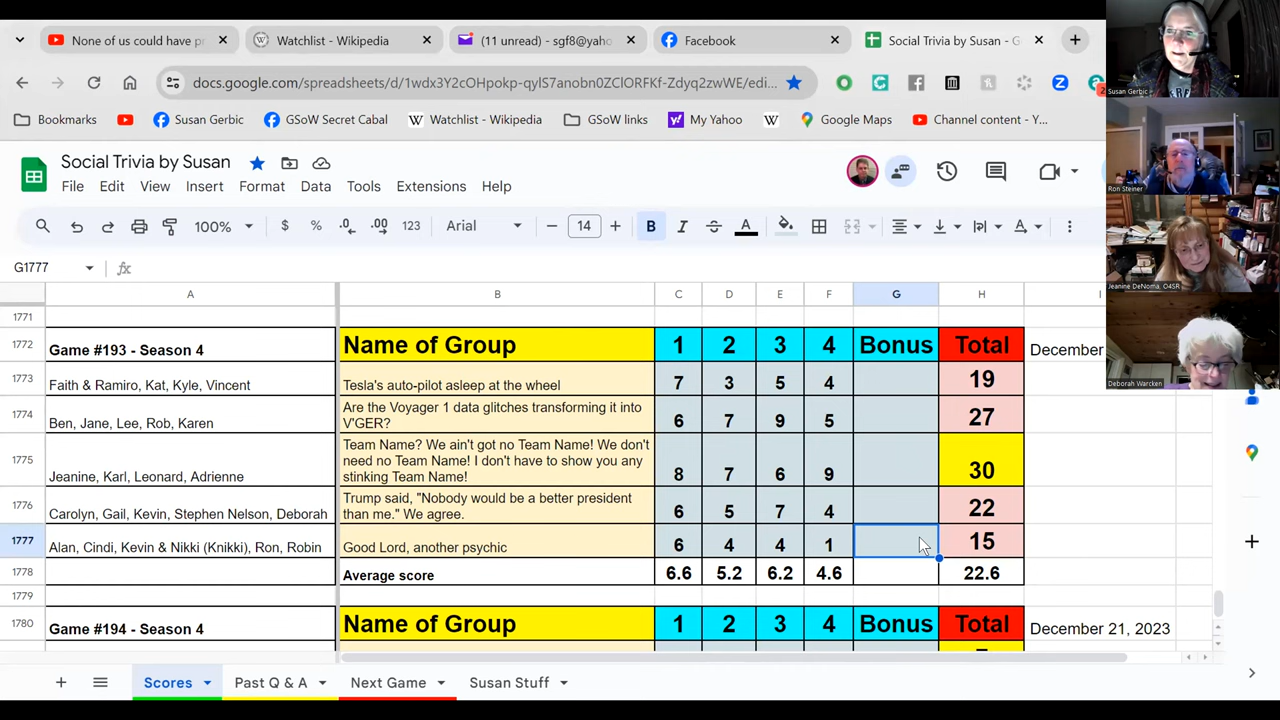 None of us could have pr
Watchlist - Wikipedia
(11 unread) - sgf8@yaho
Facebook
Social Trivia by Susan - G
docs.google.com/spreadsheets/d/1wdx3Y2cOHpokp-qylS7anobn0ZClORFKf-Zdyq2zwWE/edi...
Bookmarks
Susan Gerbic
GSoW Secret Cabal
Watchlist - Wikipedia
GSoW links
My Yahoo
Google Maps
Channel content - Y...
Social Trivia by Susan
File Edit View Insert Format Data Tools Extensions Help
100% $ % .0 .00 123 Arial 14 B I A
G1777 fx
A B C D E F G H I
1771
1772 Game #193 - Season 4 Name of Group 1 2 3 4 Bonus Total December
1773 Faith & Ramiro, Kat, Kyle, Vincent Tesla's auto-pilot asleep at the wheel 7 3 5 4 19
1774 Ben, Jane, Lee, Rob, Karen Are the Voyager 1 data glitches transforming it into
V'GER? 6 7 9 5 27
1775 Jeanine, Karl, Leonard, Adrienne Team Name? We ain't got no Team Name! We don't
need no Team Name! I don't have to show you any
stinking Team Name! 8 7 6 9 30
1776 Carolyn, Gail, Kevin, Stephen Nelson, Deborah Trump said, "Nobody would be a better president
than me." We agree. 6 5 7 4 22
1777 Alan, Cindi, Kevin & Nikki (Knikki), Ron, Robin Good Lord, another psychic 6 4 4 1 15
1778 Average score 6.6 5.2 6.2 4.6 22.6
1779
1780 Game #194 - Season 4 Name of Group 1 2 3 4 Bonus Total December 21, 2023
Scores
Past Q & A
Next Game
Susan Stuff
Susan Gerbic
Ron Steiner
Jeanine DeNoma O4SR
Deborah Warcken